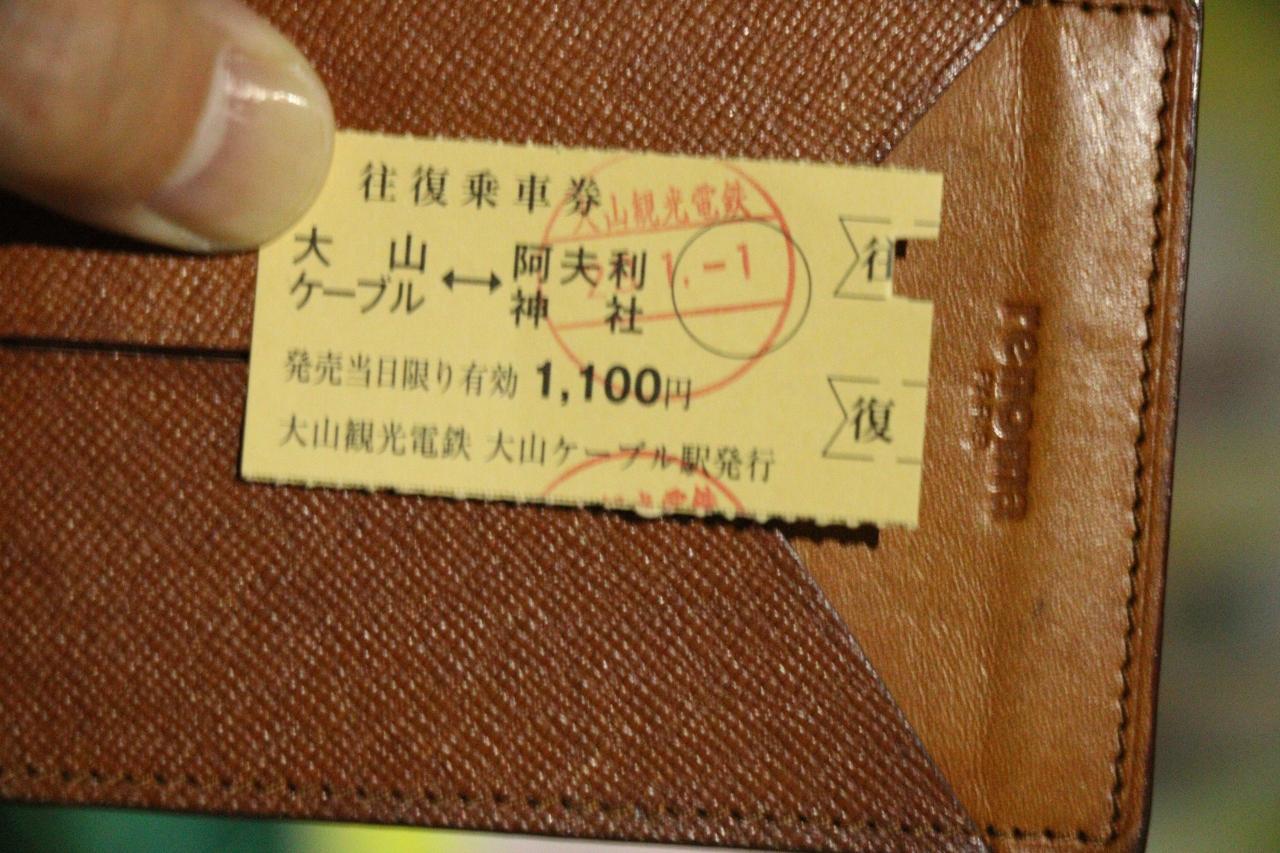 往復乗車券
大山ケーブル ↔ 阿夫利神社
発売当日限り有効 1,100円
大山観光電鉄 大山ケーブル駅発行
往
復
大山観光電鉄
1.-1